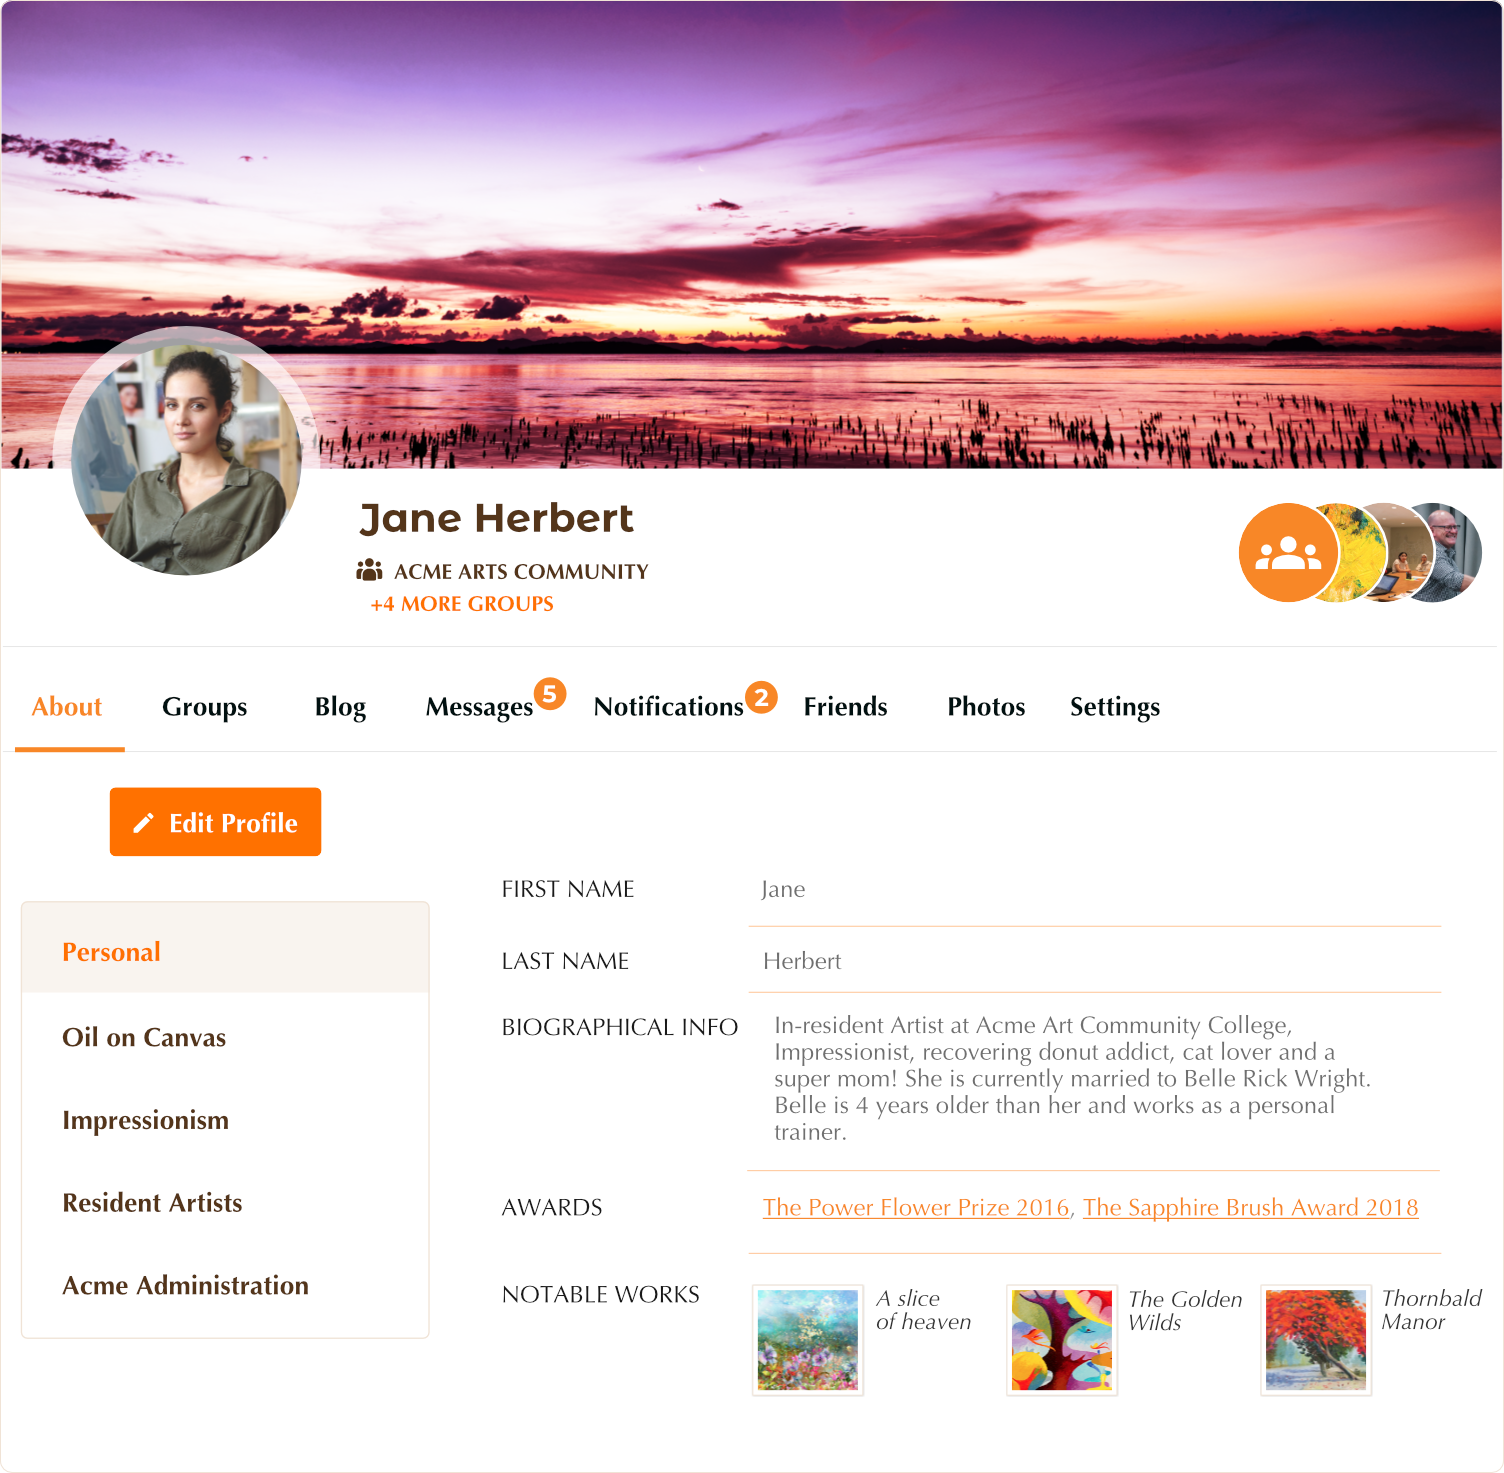 Jane Herbert
ACME ARTS COMMUNITY
+4 MORE GROUPS
About
Groups
Blog
Messages
5
Notifications
2
Friends
Photos
Settings
Edit Profile
Personal
Oil on Canvas
Impressionism
Resident Artists
Acme Administration
FIRST NAME
Jane
LAST NAME
Herbert
BIOGRAPHICAL INFO
In-resident Artist at Acme Art Community College,
Impressionist, recovering donut addict, cat lover and a
super mom! She is currently married to Belle Rick Wright.
Belle is 4 years older than her and works as a personal
trainer.
AWARDS
The Power Flower Prize 2016, The Sapphire Brush Award 2018
NOTABLE WORKS
A slice
of heaven
The Golden
Wilds
Thornbald
Manor